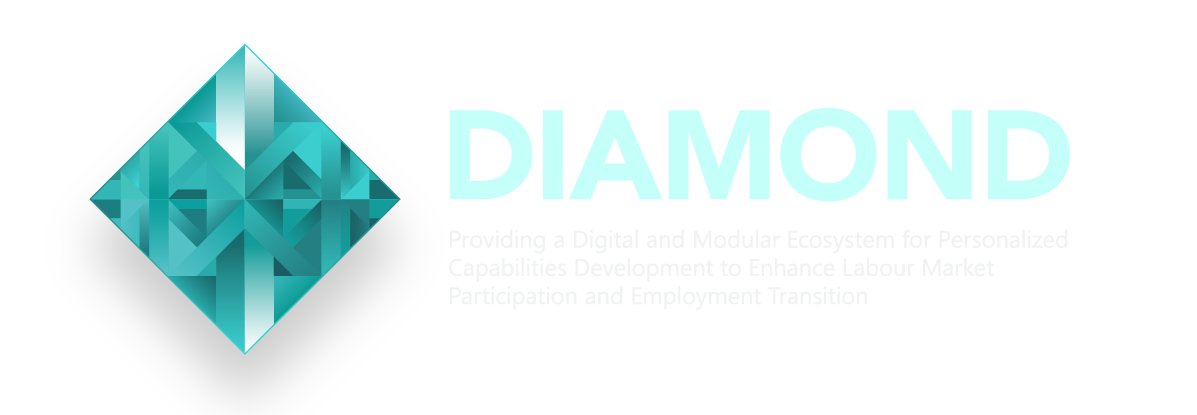 DIAMOND
Providing a Digital and Modular Ecosystem for Personalized
Capabilities Development to Enhance Labour Market
Participation and Employment Transition